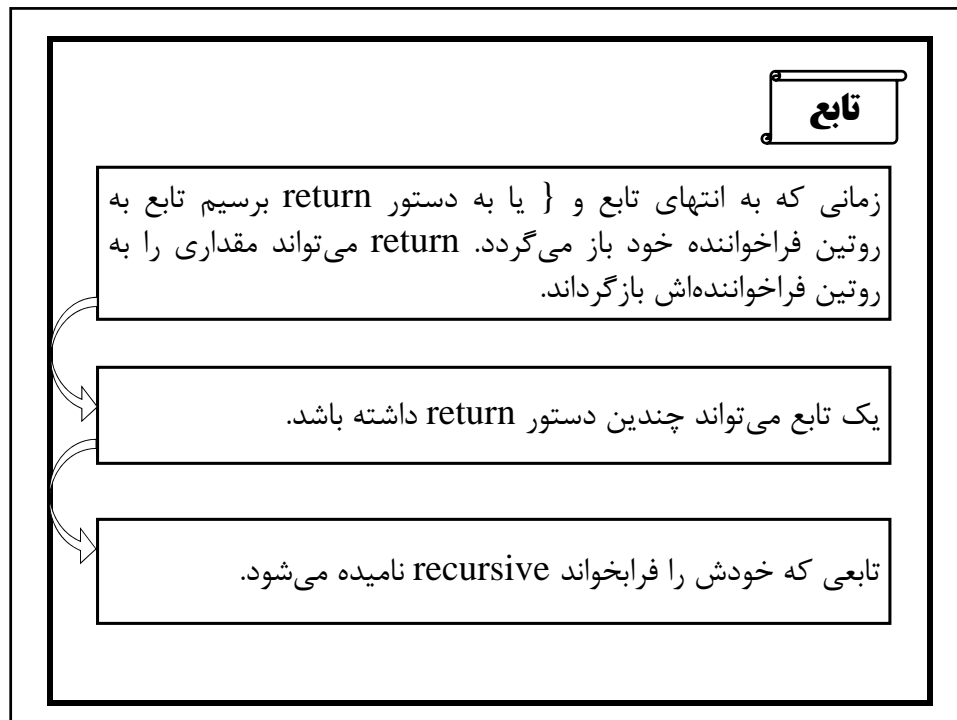 تابع
زمانی که به انتهای تابع و { یا به دستور return برسیم تابع به
روتین فراخواننده خود باز می‌گردد. return می‌تواند مقداری را به
روتین فراخواننده‌اش بازگرداند.
یک تابع می‌تواند چندین دستور return داشته باشد.
تابعی که خودش را فرابخواند recursive نامیده می‌شود.